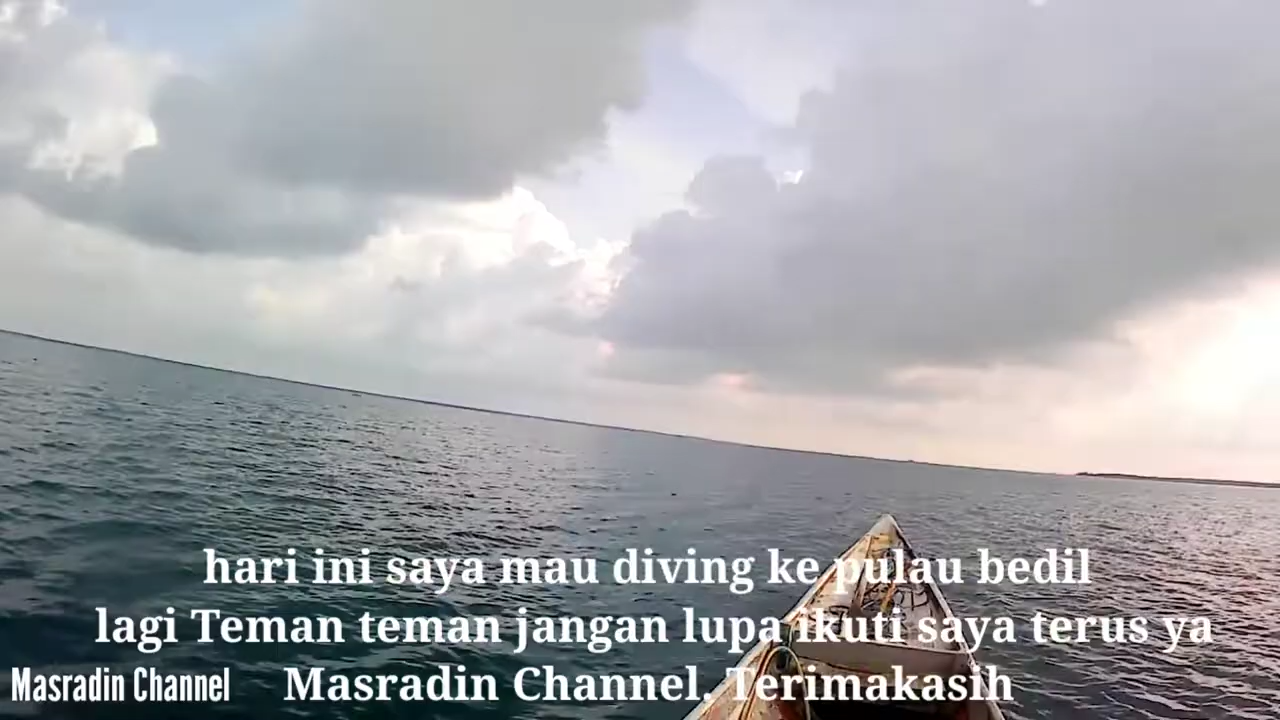 hari ini saya mau diving ke pulau bedil
lagi Teman teman jangan lupa ikuti saya terus ya
Masradin Channel. Terimakasih
Masradin Channel